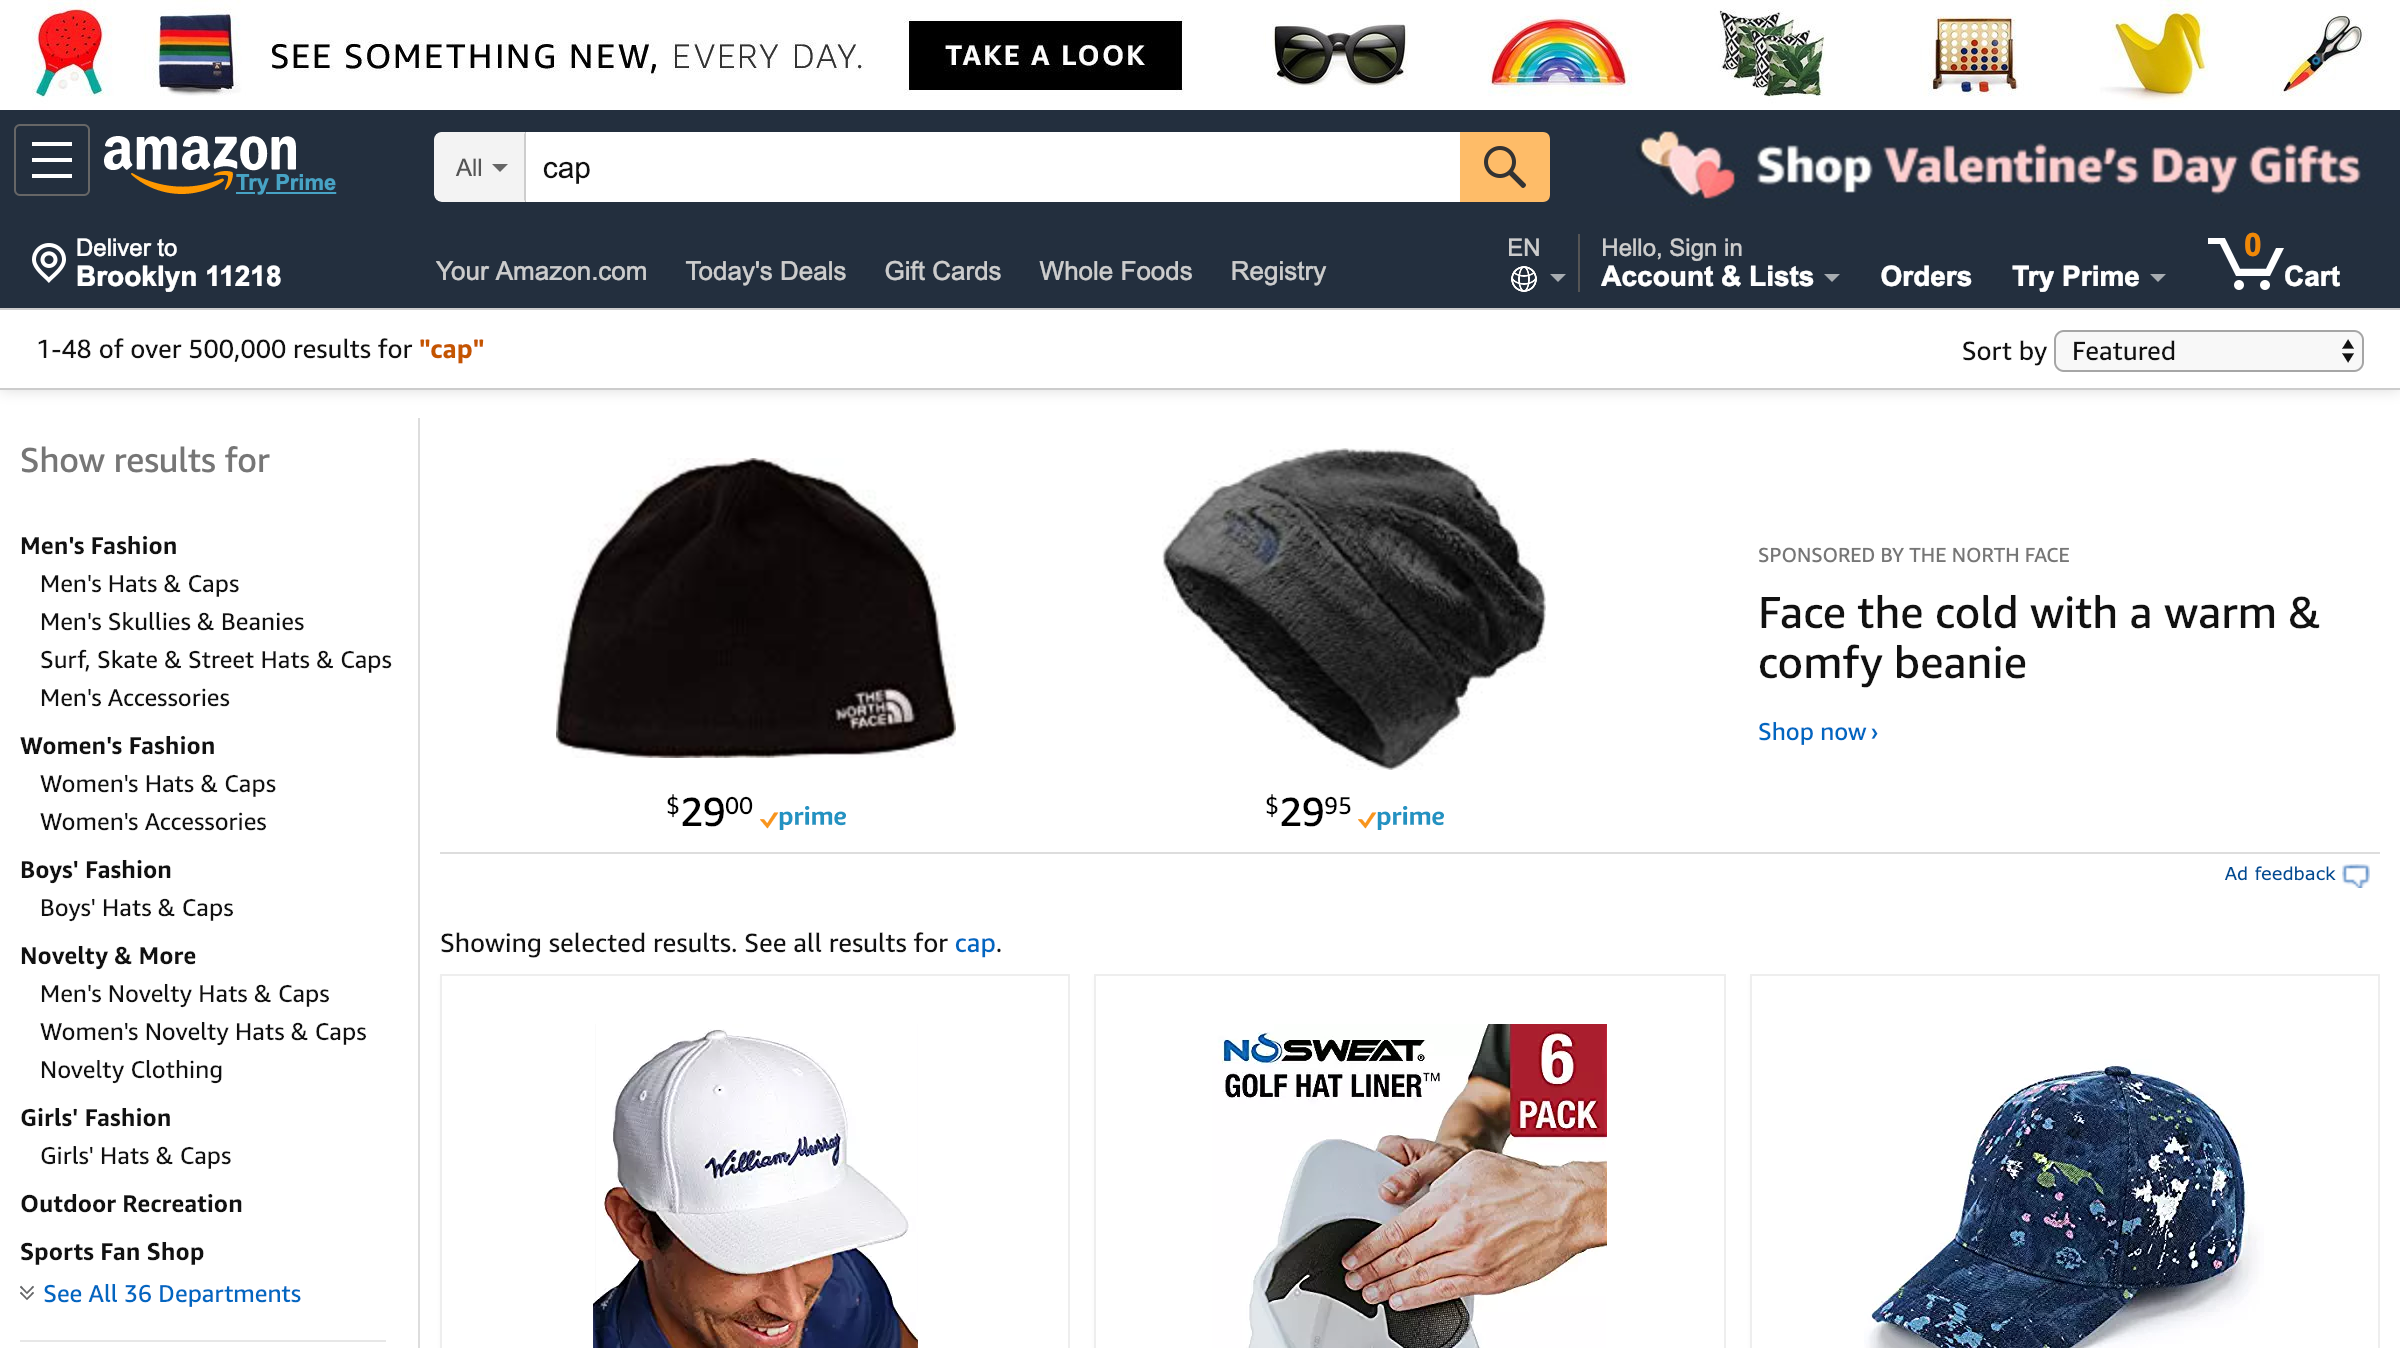 SEE SOMETHING NEW, EVERY DAY. TAKE A LOOK
amazon
Try Prime
All cap
Shop Valentine's Day Gifts
Deliver to
Brooklyn 11218
Your Amazon.com Today's Deals Gift Cards Whole Foods Registry
EN
Hello, Sign in
Account & Lists
Orders
Try Prime
0
Cart
1-48 of over 500,000 results for "cap"
Sort by Featured
Show results for
Men's Fashion
Men's Hats & Caps
Men's Skullies & Beanies
Surf, Skate & Street Hats & Caps
Men's Accessories
Women's Fashion
Women's Hats & Caps
Women's Accessories
Boys' Fashion
Boys' Hats & Caps
Novelty & More
Men's Novelty Hats & Caps
Women's Novelty Hats & Caps
Novelty Clothing
Girls' Fashion
Girls' Hats & Caps
Outdoor Recreation
Sports Fan Shop
See All 36 Departments
THE
NORTH
FACE
$2900 prime
$2995 prime
SPONSORED BY THE NORTH FACE
Face the cold with a warm &
comfy beanie
Shop now ›
Ad feedback
Showing selected results. See all results for cap.
William Murray
NOSWEAT®
GOLF HAT LINER™
6
PACK